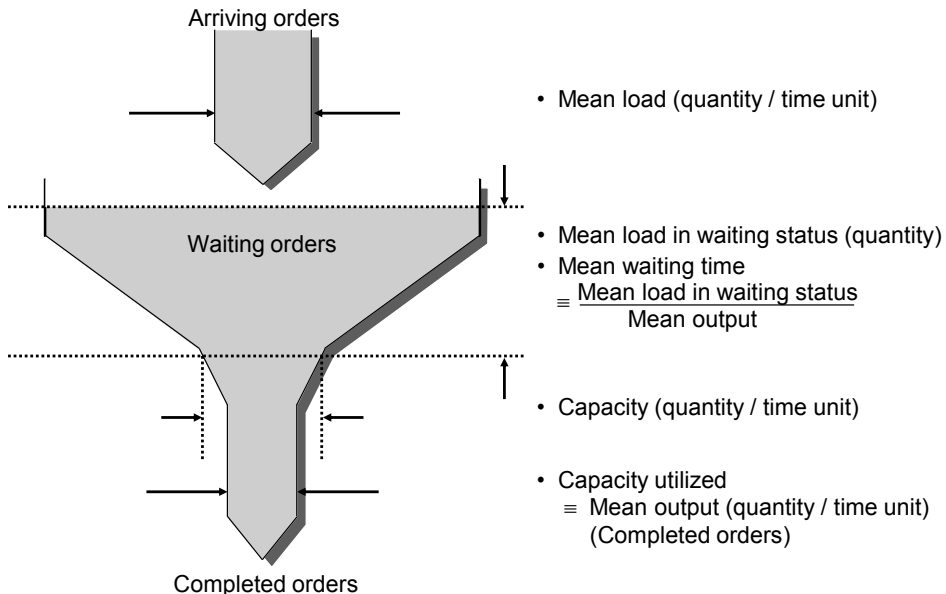 Arriving orders
• Mean load (quantity / time unit)
Waiting orders
• Mean load in waiting status (quantity)
• Mean waiting time
≡ Mean load in waiting status
Mean output
• Capacity (quantity / time unit)
• Capacity utilized
≡ Mean output (quantity / time unit)
(Completed orders)
Completed orders